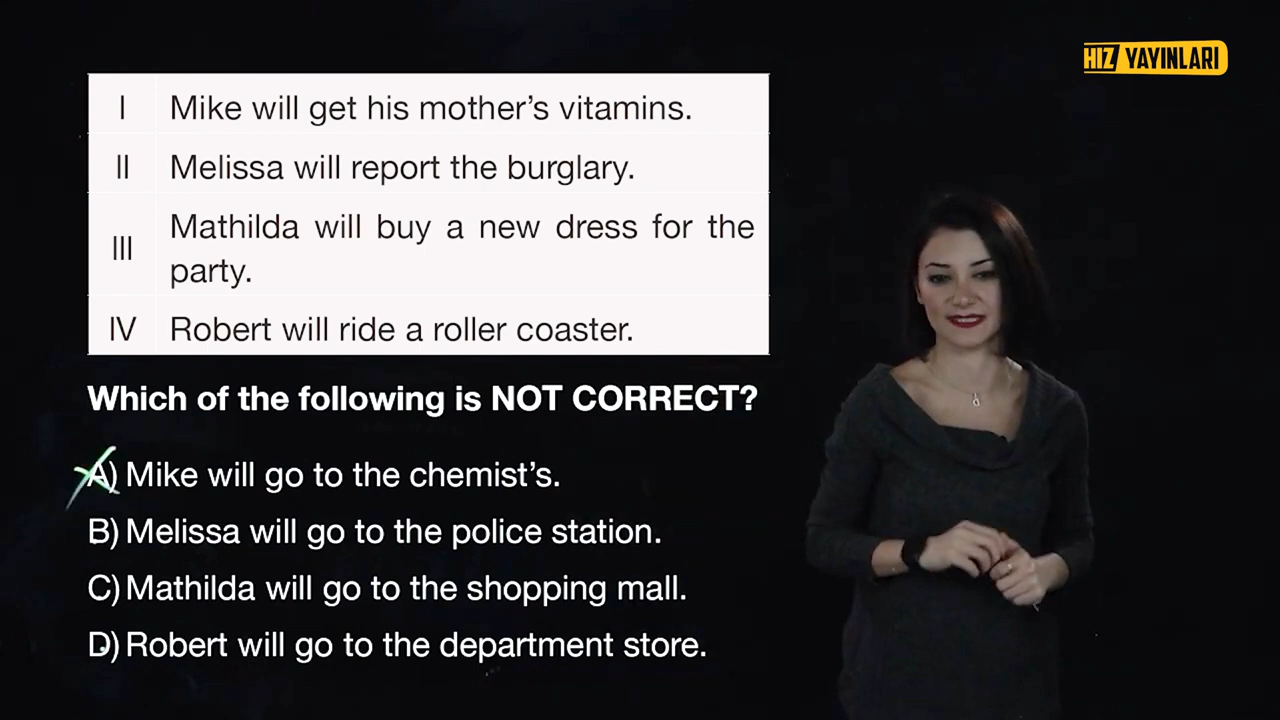 HIZ YAYINLARI
I Mike will get his mother's vitamins.
II Melissa will report the burglary.
III Mathilda will buy a new dress for the
party.
IV Robert will ride a roller coaster.
Which of the following is NOT CORRECT?
A) Mike will go to the chemist's.
B) Melissa will go to the police station.
C) Mathilda will go to the shopping mall.
D) Robert will go to the department store.